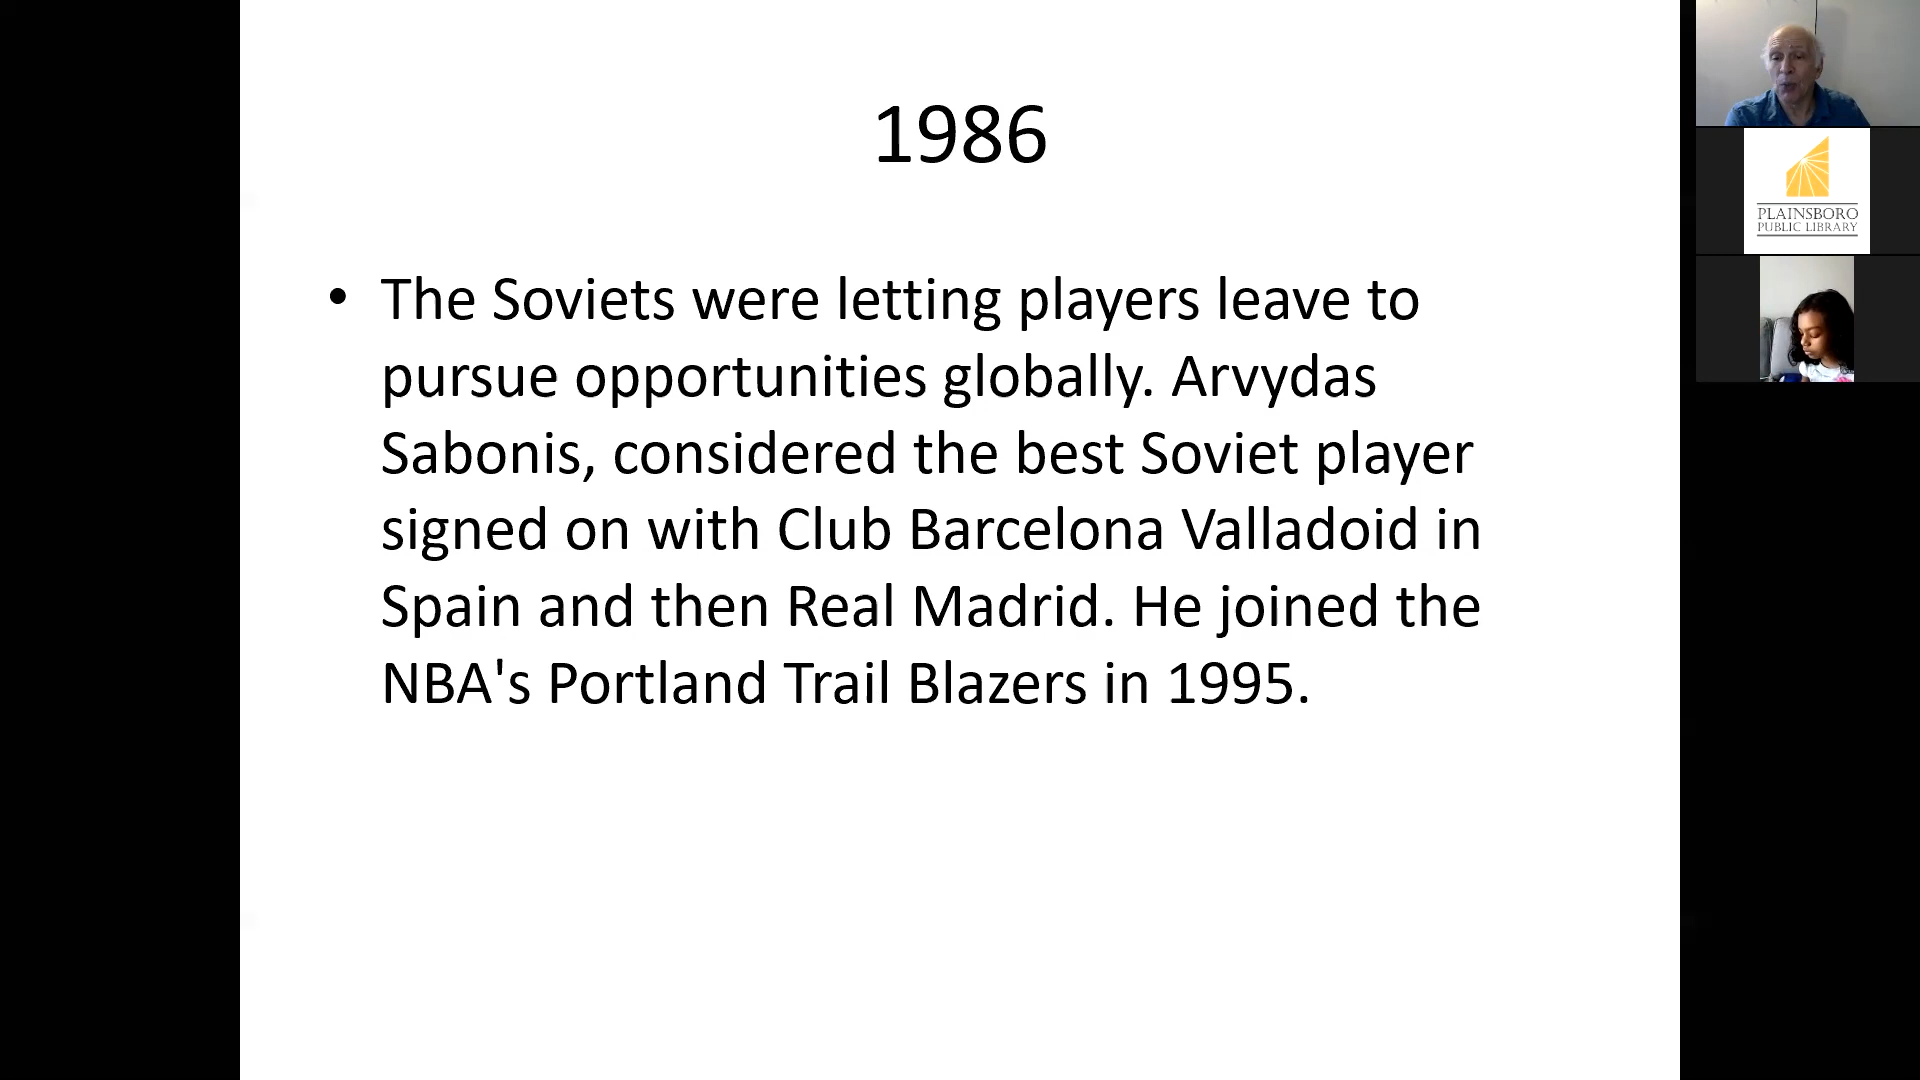 1986
• The Soviets were letting players leave to
pursue opportunities globally. Arvydas
Sabonis, considered the best Soviet player
signed on with Club Barcelona Valladoid in
Spain and then Real Madrid. He joined the
NBA's Portland Trail Blazers in 1995.
PLAINSBORO
PUBLIC LIBRARY